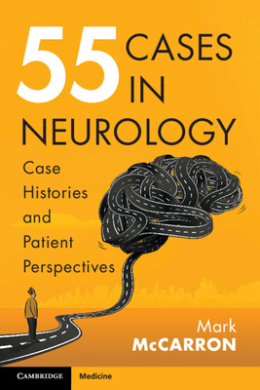 55 CASES
IN
NEUROLOGY
Case
Histories
and
Patient
Perspectives
Mark
McCARRON
CAMBRIDGE Medicine